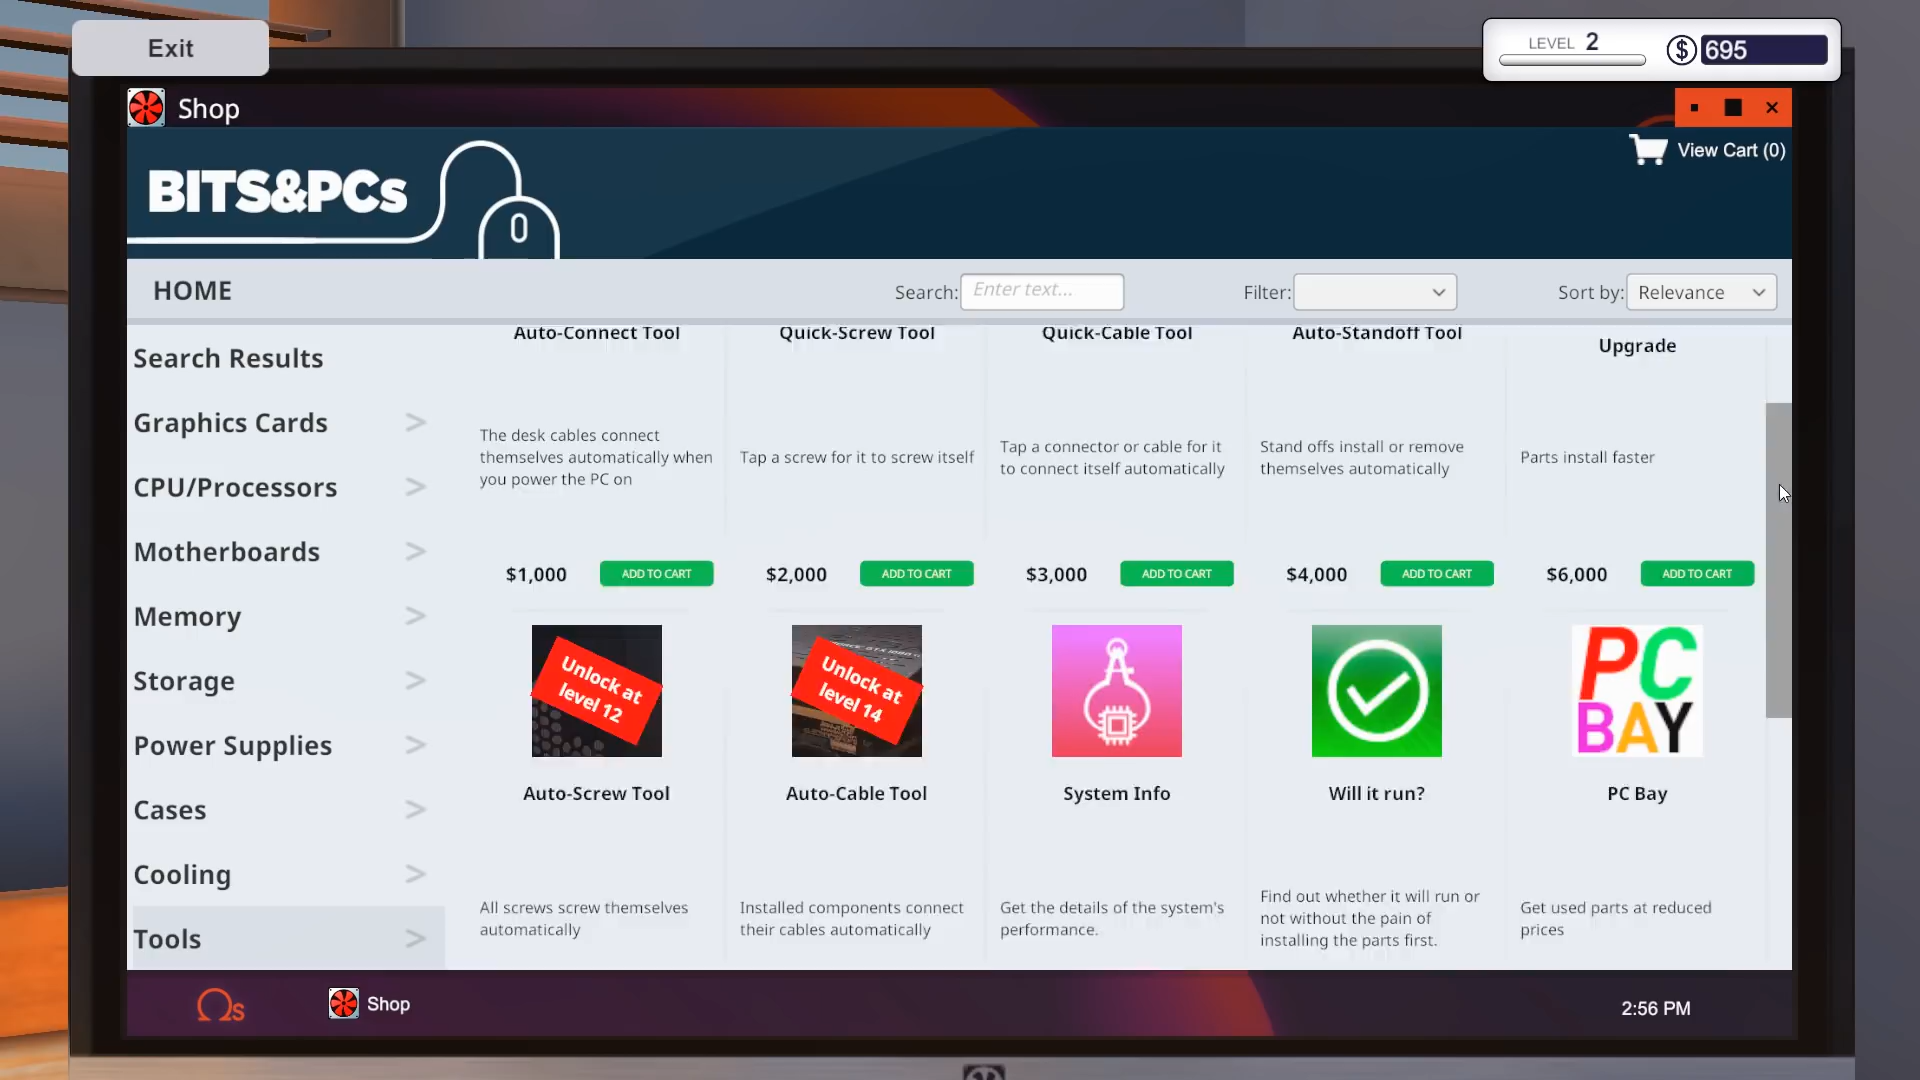 Exit
LEVEL 2
$ 695
Shop
View Cart (0)
BITS&PCs
HOME
Search: Enter text...
Filter:
Sort by: Relevance
Search Results
Graphics Cards >
CPU/Processors >
Motherboards >
Memory >
Storage >
Power Supplies >
Cases >
Cooling >
Tools >
Auto-Connect Tool
The desk cables connect
themselves automatically when
you power the PC on
$1,000 ADD TO CART
Quick-Screw Tool
Tap a screw for it to screw itself
$2,000 ADD TO CART
Quick-Cable Tool
Tap a connector or cable for it
to connect itself automatically
$3,000 ADD TO CART
Auto-Standoff Tool
Stand offs install or remove
themselves automatically
$4,000 ADD TO CART
Upgrade
Parts install faster
$6,000 ADD TO CART
Unlock at
level 12
Auto-Screw Tool
All screws screw themselves
automatically
Unlock at
level 14
Auto-Cable Tool
Installed components connect
their cables automatically
System Info
Get the details of the system's
performance.
Will it run?
Find out whether it will run or
not without the pain of
installing the parts first.
PC
BAY
PC Bay
Get used parts at reduced
prices
Ωs
Shop
2:56 PM